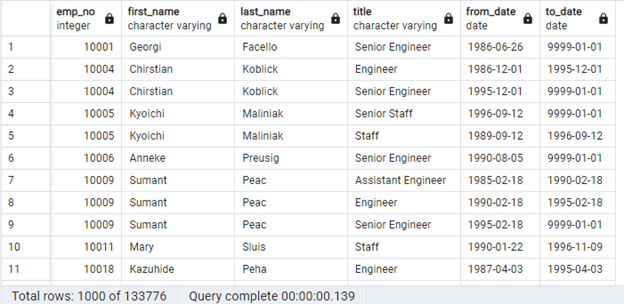 emp_no first_name last_name title from_date to_date
integer character varying character varying character varying date date
1 10001 Georgi Facello Senior Engineer 1986-06-26 9999-01-01
2 10004 Chirstian Koblick Engineer 1986-12-01 1995-12-01
3 10004 Chirstian Koblick Senior Engineer 1995-12-01 9999-01-01
4 10005 Kyoichi Maliniak Senior Staff 1996-09-12 9999-01-01
5 10005 Kyoichi Maliniak Staff 1989-09-12 1996-09-12
6 10006 Anneke Preusig Senior Engineer 1990-08-05 9999-01-01
7 10009 Sumant Peac Assistant Engineer 1985-02-18 1990-02-18
8 10009 Sumant Peac Engineer 1990-02-18 1995-02-18
9 10009 Sumant Peac Senior Engineer 1995-02-18 9999-01-01
10 10011 Mary Sluis Staff 1990-01-22 1996-11-09
11 10018 Kazuhide Peha Engineer 1987-04-03 1995-04-03
Total rows: 1000 of 133776 Query complete 00:00:00.139